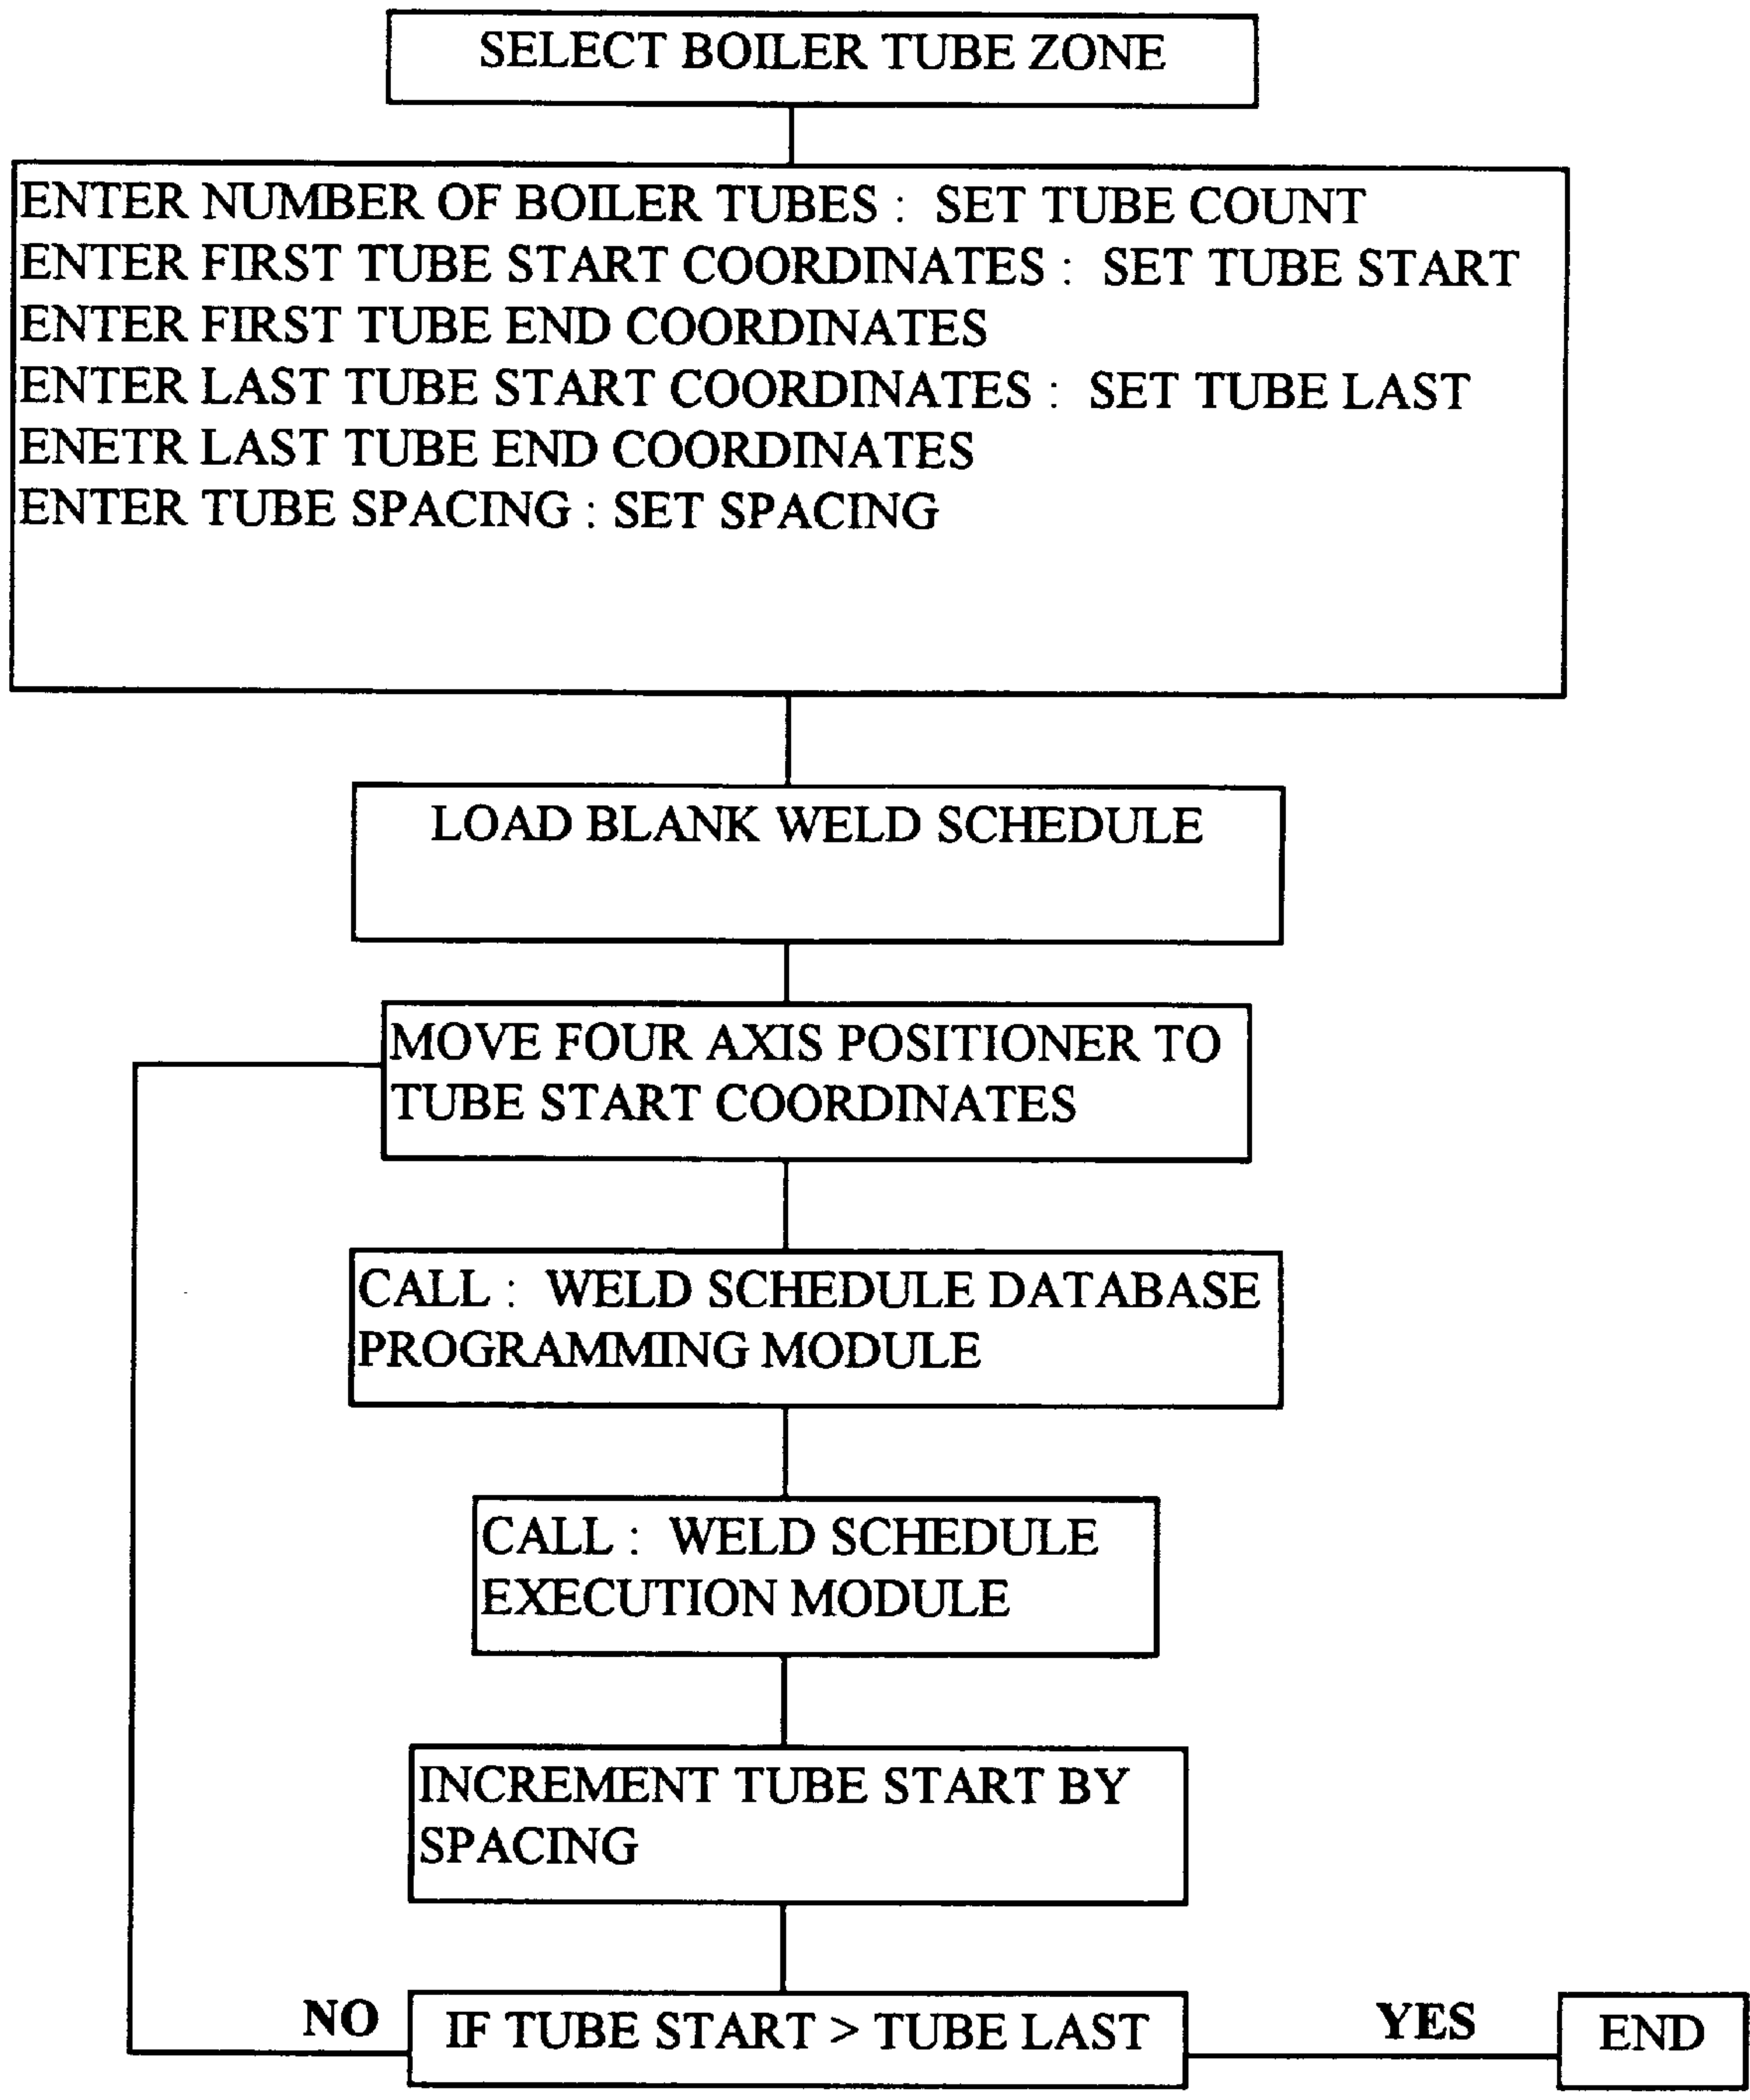 SELECT BOILER TUBE ZONE
ENTER NUMBER OF BOILER TUBES : SET TUBE COUNT
ENTER FIRST TUBE START COORDINATES : SET TUBE START
ENTER FIRST TUBE END COORDINATES
ENTER LAST TUBE START COORDINATES : SET TUBE LAST
ENETR LAST TUBE END COORDINATES
ENTER TUBE SPACING : SET SPACING
LOAD BLANK WELD SCHEDULE
MOVE FOUR AXIS POSITIONER TO
TUBE START COORDINATES
CALL : WELD SCHEDULE DATABASE
PROGRAMMING MODULE
CALL : WELD SCHEDULE
EXECUTION MODULE
INCREMENT TUBE START BY
SPACING
NO
IF TUBE START > TUBE LAST
YES
END